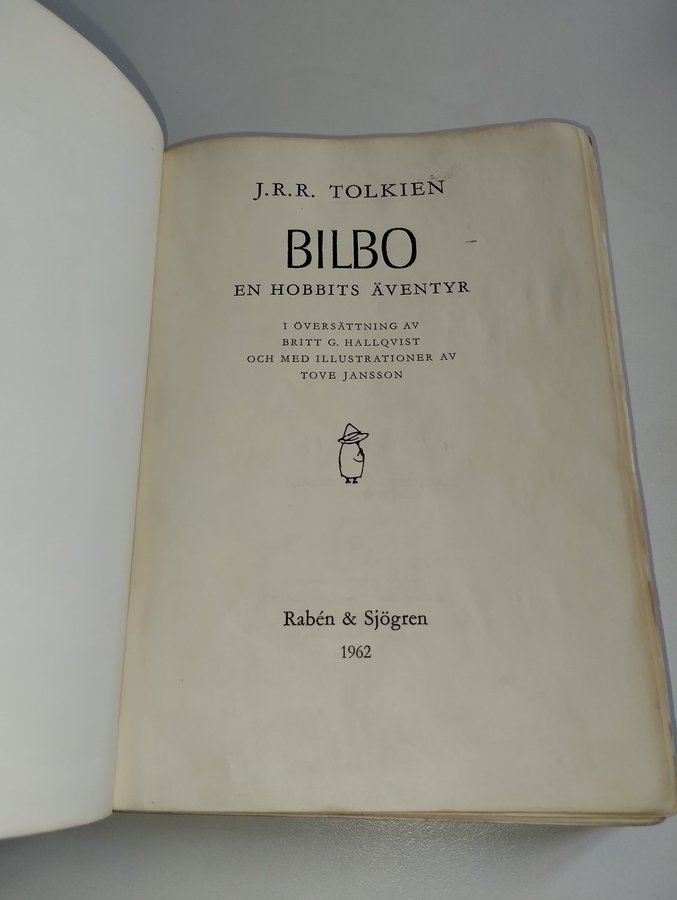 J.R.R. TOLKIEN
BILBO
EN HOBBITS ÄVENTYR
I ÖVERSÄTTNING AV
BRITT G. HALLQVIST
OCH MED ILLUSTRATIONER AV
TOVE JANSSON
Rabén & Sjögren
1962